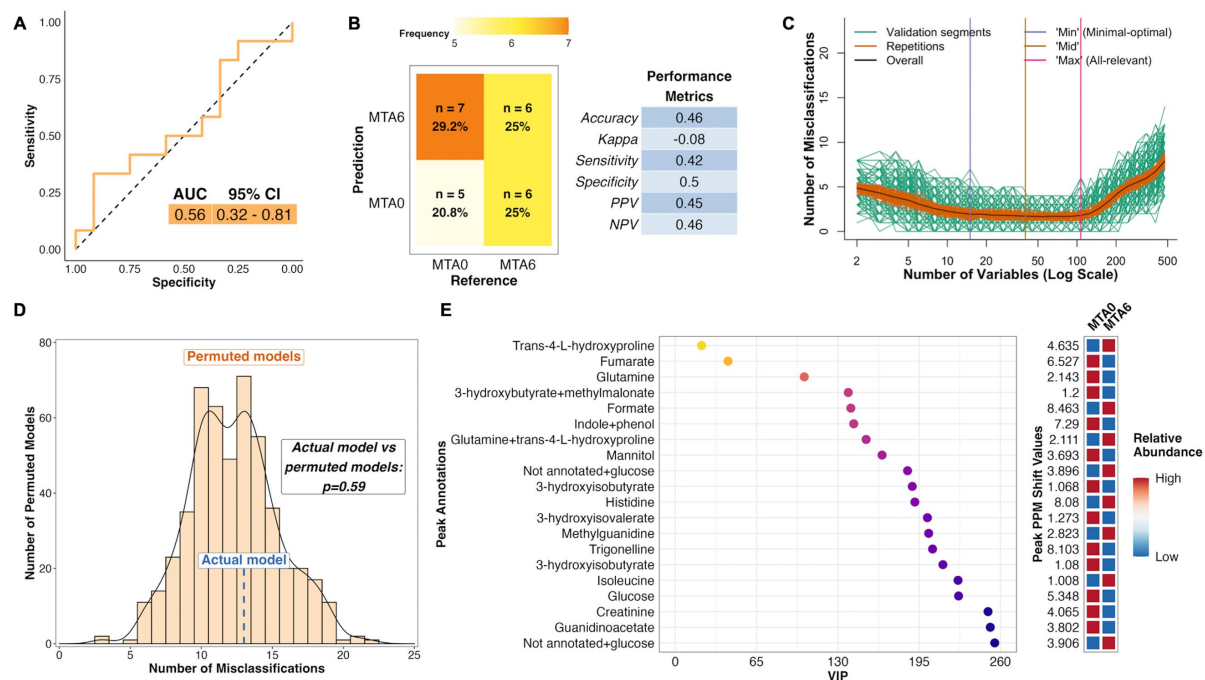 A
1.00
0.75
0.50
0.25
0.00
Sensitivity
AUC 95% CI
0.56 0.32 - 0.81
1.00 0.75 0.50 0.25 0.00
Specificity
B
Frequency
5 6 7
Prediction
MTA6
MTA0
n = 7
29.2%
n = 6
25%
n = 5
20.8%
n = 6
25%
MTA0 MTA6
Reference
Performance
Metrics
Accuracy 0.46
Kappa -0.08
Sensitivity 0.42
Specificity 0.5
PPV 0.45
NPV 0.46
C
Number of Misclassifications
20
15
10
5
0
Validation segments
Repetitions
Overall
'Min' (Minimal-optimal)
'Mid'
'Max' (All-relevant)
2 5 10 20 50 100 200 500
Number of Variables (Log Scale)
D
Number of Permuted Models
80
60
40
20
0
Permuted models
Actual model vs
permuted models:
p=0.59
Actual model
0 5 10 15 20 25
Number of Misclassifications
E
Peak Annotations
Trans-4-L-hydroxyproline
Fumarate
Glutamine
3-hydroxybutyrate+methylmalonate
Formate
Indole+phenol
Glutamine+trans-4-L-hydroxyproline
Mannitol
Not annotated+glucose
3-hydroxyisobutyrate
Histidine
3-hydroxyisovalerate
Methylguanidine
Trigonelline
3-hydroxyisobutyrate
Isoleucine
Glucose
Creatinine
Guanidinoacetate
Not annotated+glucose
0 65 130 195 260
VIP
MTA0
MTA6
Peak PPM Shift Values
4.635
6.527
2.143
1.2
8.463
7.29
2.111
3.693
3.896
1.068
8.08
1.273
2.823
8.103
1.08
1.008
5.348
4.065
3.802
3.906
Relative
Abundance
High
Low